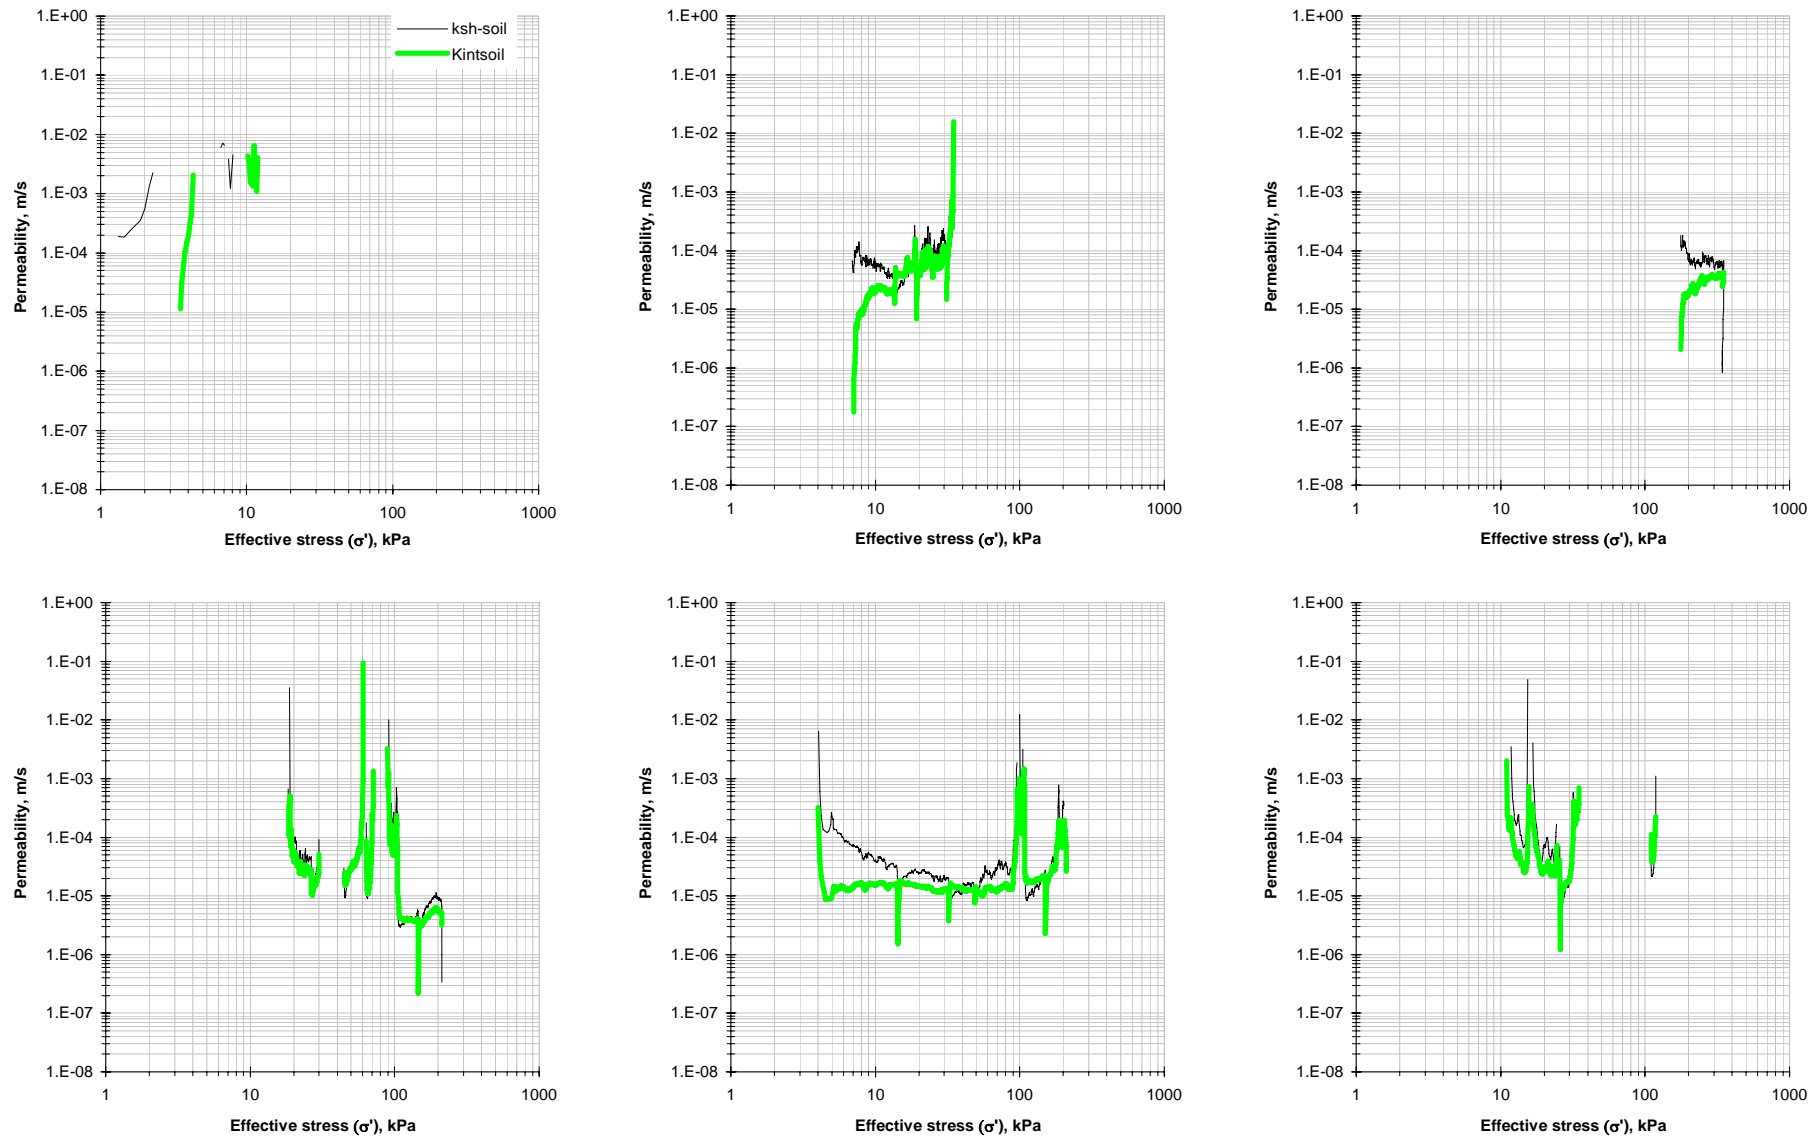 1.E+00
1.E-01
1.E-02
1.E-03
1.E-04
1.E-05
1.E-06
1.E-07
1.E-08
Permeability, m/s
1 10 100 1000
Effective stress (σ'), kPa
ksh-soil
Kintsoil
1.E+00
1.E-01
1.E-02
1.E-03
1.E-04
1.E-05
1.E-06
1.E-07
1.E-08
Permeability, m/s
1 10 100 1000
Effective stress (σ'), kPa
1.E+00
1.E-01
1.E-02
1.E-03
1.E-04
1.E-05
1.E-06
1.E-07
1.E-08
Permeability, m/s
1 10 100 1000
Effective stress (σ'), kPa
1.E+00
1.E-01
1.E-02
1.E-03
1.E-04
1.E-05
1.E-06
1.E-07
1.E-08
Permeability, m/s
1 10 100 1000
Effective stress (σ'), kPa
1.E+00
1.E-01
1.E-02
1.E-03
1.E-04
1.E-05
1.E-06
1.E-07
1.E-08
Permeability, m/s
1 10 100 1000
Effective stress (σ'), kPa
1.E+00
1.E-01
1.E-02
1.E-03
1.E-04
1.E-05
1.E-06
1.E-07
1.E-08
Permeability, m/s
1 10 100 1000
Effective stress (σ'), kPa